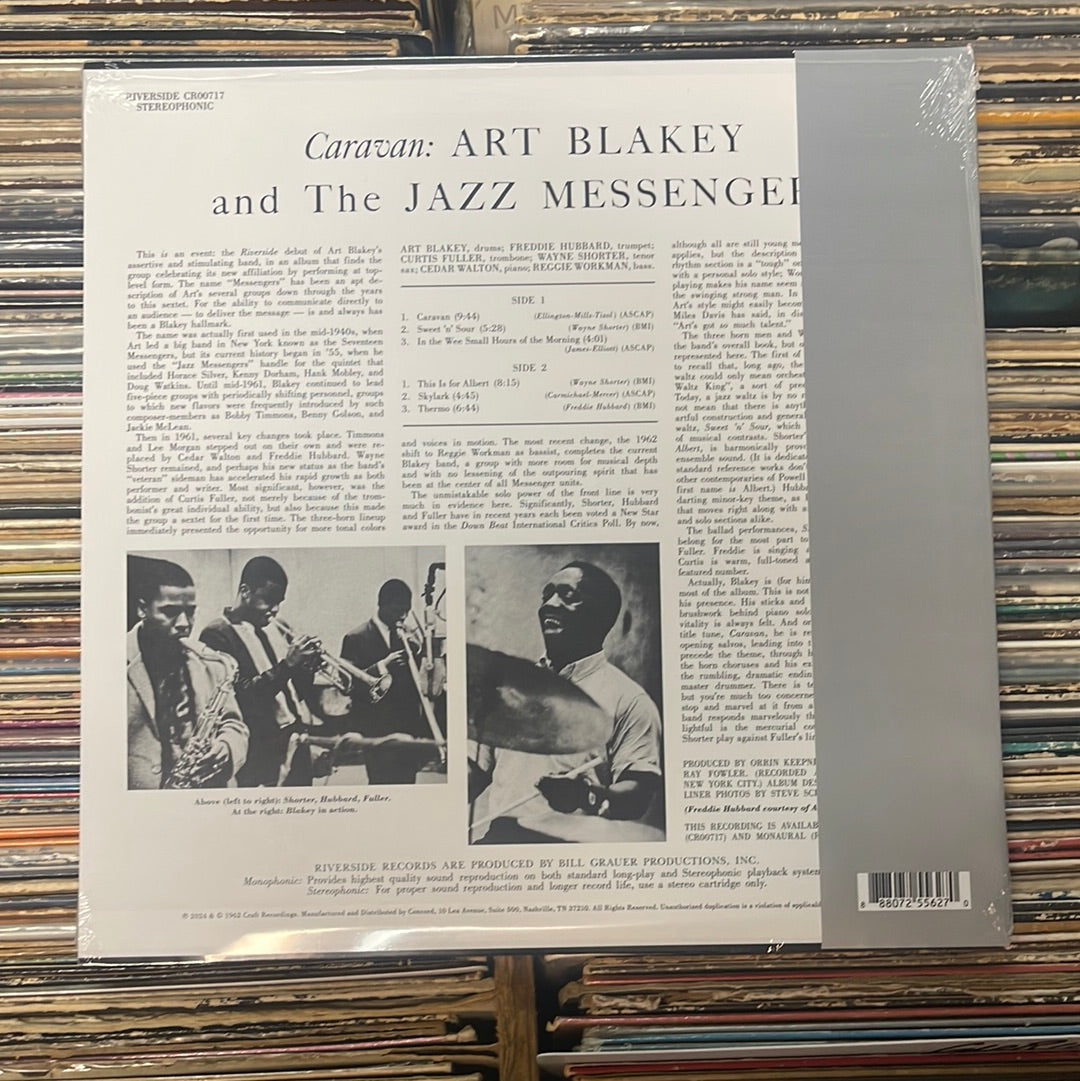 RIVERSIDE CR00717
STEREOPHONIC
Caravan: ART BLAKEY
and The JAZZ MESSENGER
This is an event: the Riverside debut of Art Blakey's
assertive and stimulating band, in an album that finds the
group celebrating its new affiliation by performing at top-
level form. The name "Messengers" has been an apt de-
scription of Art's several groups down through the years
to this sextet. For the ability to communicate directly to
an audience — to deliver the message — is and always has
been a Blakey hallmark.
The name was actually first used in the mid-1940s, when
Art led a big band in New York known as the Seventeen
Messengers, but its current history began in '55, when he
used the "Jazz Messengers" handle for the quintet that
included Horace Silver, Kenny Dorham, Hank Mobley, and
Doug Watkins. Until mid-1961, Blakey continued to lead
five-piece groups with periodically shifting personnel, groups
to which new flavors were frequently introduced by such
composer-members as Bobby Timmons, Benny Golson, and
Jackie McLean.
Then in 1961, several key changes took place. Timmons
and Lee Morgan stepped out on their own and were re-
placed by Cedar Walton and Freddie Hubbard. Wayne
Shorter remained, and perhaps his new status as the band's
"veteran" sideman has accelerated his rapid growth as both
performer and writer. Most significant, however, was the
addition of Curtis Fuller, not merely because of the trom-
bonist's great individual ability, but also because this made
the group a sextet for the first time. The three-horn lineup
immediately presented the opportunity for more tonal colors
ART BLAKEY, drums; FREDDIE HUBBARD, trumpet;
CURTIS FULLER, trombone; WAYNE SHORTER, tenor
sax; CEDAR WALTON, piano; REGGIE WORKMAN, bass.
SIDE 1
1. Caravan (9:44) (Ellington-Mills-Tizol) (ASCAP)
2. Sweet 'n' Sour (5:28) (Wayne Shorter) (BMI)
3. In the Wee Small Hours of the Morning (4:01)
(James-Elliott) (ASCAP)
SIDE 2
1. This Is for Albert (8:15) (Wayne Shorter) (BMI)
2. Skylark (4:45) (Carmichael-Mercer) (ASCAP)
3. Thermo (6:44) (Freddie Hubbard) (BMI)
and voices in motion. The most recent change, the 1962
shift to Reggie Workman as bassist, completes the current
Blakey band, a group with more room for musical depth
and with no lessening of the outpouring spirit that has
been at the center of all Messenger units.
The unmistakable solo power of the front line is very
much in evidence here. Significantly, Shorter, Hubbard
and Fuller have in recent years each been voted a New Star
award in the Down Beat International Critics Poll. By now,
although all are still young
applies, but the description
rhythm section is a "tough"
with a personal solo style;
playing makes his name seem
the swinging strong man. In
Art's style might easily
Miles Davis has said, in
"Art's got so much talent."
The three horn men and
the band's overall book, but
represented here. The first of
to recall that, long ago, the
waltz could only mean
Waltz King", a sort of
Today, a jazz waltz is by no
not mean that there is
artful construction and
waltz, Sweet 'n' Sour, which
of musical contrasts. Shorter'
Albert, is harmonically
ensemble sound. (It is
standard reference works don'
other contemporaries of Powell
first name is Albert.)
darting minor-key theme, as
that moves right along with
and solo sections alike.
The ballad performances,
belong for the most part to
Fuller. Freddie is singing
Curtis is warm, full-toned
featured number.
Actually, Blakey is (for
most of the album. This is not
his presence. His sticks and
brushwork behind piano
vitality is always felt. And
title tune, Caravan, he is
opening salvos, leading into
precede the theme, through
the horn choruses and his
the rumbling, dramatic
master drummer. There is
but you're much too
stop and marvel at it from
band responds marvelously
lightful is the mercurial
Shorter play against Fuller's
PRODUCED BY ORRIN
RAY FOWLER. (RECORDED
NEW YORK CITY.) ALBUM
LINER PHOTOS BY STEVE
(Freddie Hubbard courtesy of
THIS RECORDING IS
(CR00717) AND MONAURAL
Above (left to right): Shorter, Hubbard, Fuller.
At the right: Blakey in action.
RIVERSIDE RECORDS ARE PRODUCED BY BILL GRAUER PRODUCTIONS, INC.
Monophonic: Provides highest quality sound reproduction on both standard long-play and Stereophonic playback
Stereophonic: For proper sound reproduction and longer record life, use a stereo cartridge only.
℗ 2024 & © 1962 Craft Recordings. Manufactured and Distributed by Concord, 10 Lea Avenue, Suite 500, Nashville, TN 37210. All Rights Reserved. Unauthorized duplication is a violation of
8 88072 55627 0